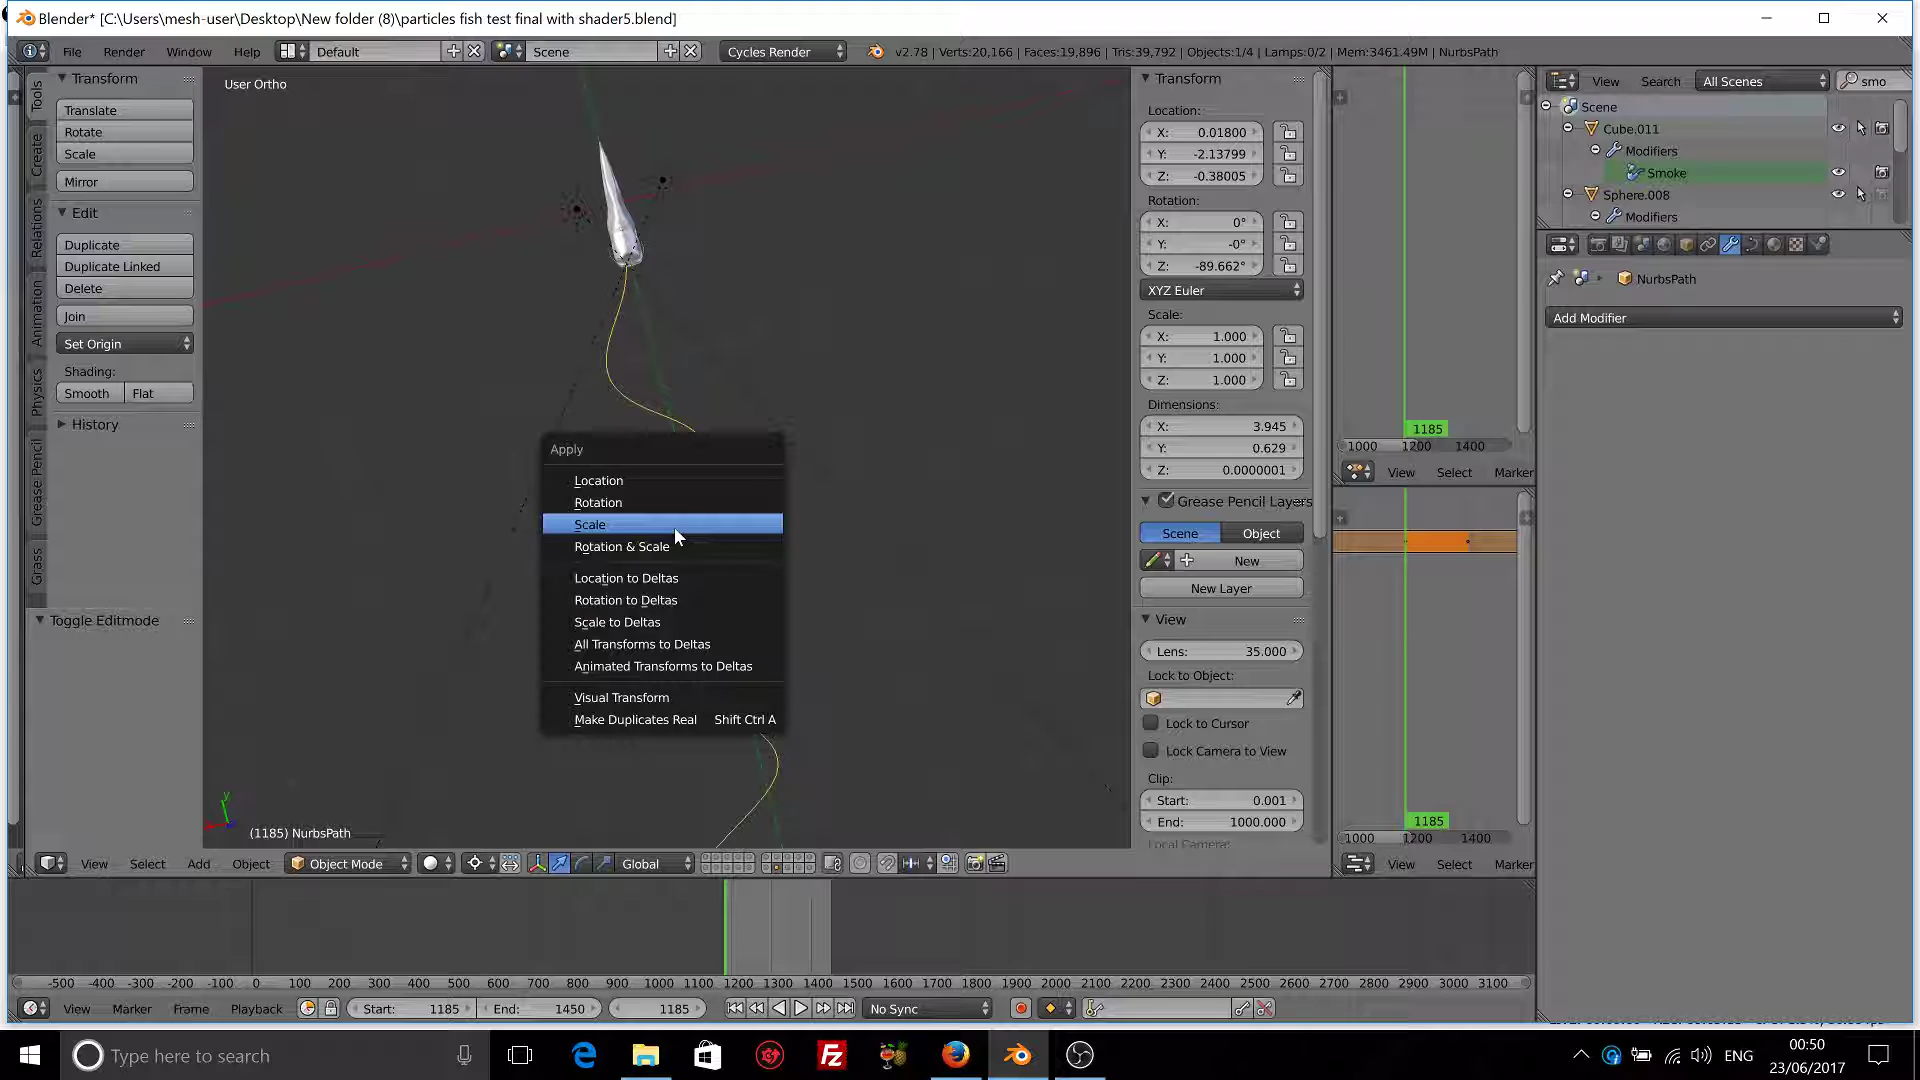 Blender* [C:\Users\mesh-user\Desktop\New folder (8)\particles fish test final with shader5.blend]
File Render Window Help Default Scene Cycles Render v2.78 | Verts:20,166 | Faces:19,896 | Tris:39,792 | Objects:1/4 | Lamps:0/2 | Mem:3461.49M | NurbsPath
Tools
Create
Relations
Animation
Physics
Grease Pencil
Grass
Transform
Translate
Rotate
Scale
Mirror
Edit
Duplicate
Duplicate Linked
Delete
Join
Set Origin
Shading:
Smooth Flat
History
Toggle Editmode
User Ortho
Apply
Location
Rotation
Scale
Rotation & Scale
Location to Deltas
Rotation to Deltas
Scale to Deltas
All Transforms to Deltas
Animated Transforms to Deltas
Visual Transform
Make Duplicates Real Shift Ctrl A
y
(1185) NurbsPath
View Select Add Object Object Mode Global
Transform
Location:
X: 0.01800
Y: -2.13799
Z: -0.38005
Rotation:
X: 0°
Y: -0°
Z: -89.662°
XYZ Euler
Scale:
X: 1.000
Y: 1.000
Z: 1.000
Dimensions:
X: 3.945
Y: 0.629
Z: 0.0000001
Grease Pencil Layers
Scene Object
New
New Layer
View
Lens: 35.000
Lock to Object:
Lock to Cursor
Lock Camera to View
Clip:
Start: 0.001
End: 1000.000
Local Camera:
1185
1000 1200 1400
View Select Marker
1185
1000 1200 1400
View Select Marker
View Search All Scenes smo
Scene
Cube.011
Modifiers
Smoke
Sphere.008
Modifiers
NurbsPath
Add Modifier
-500 -400 -300 -200 -100 0 100 200 300 400 500 600 700 800 900 1000 1100 1200 1300 1400 1500 1600 1700 1800 1900 2000 2100 2200 2300 2400 2500 2600 2700 2800 2900 3000 3100
View Marker Frame Playback Start: 1185 End: 1450 1185 No Sync
Type here to search
ENG
00:50
23/06/2017